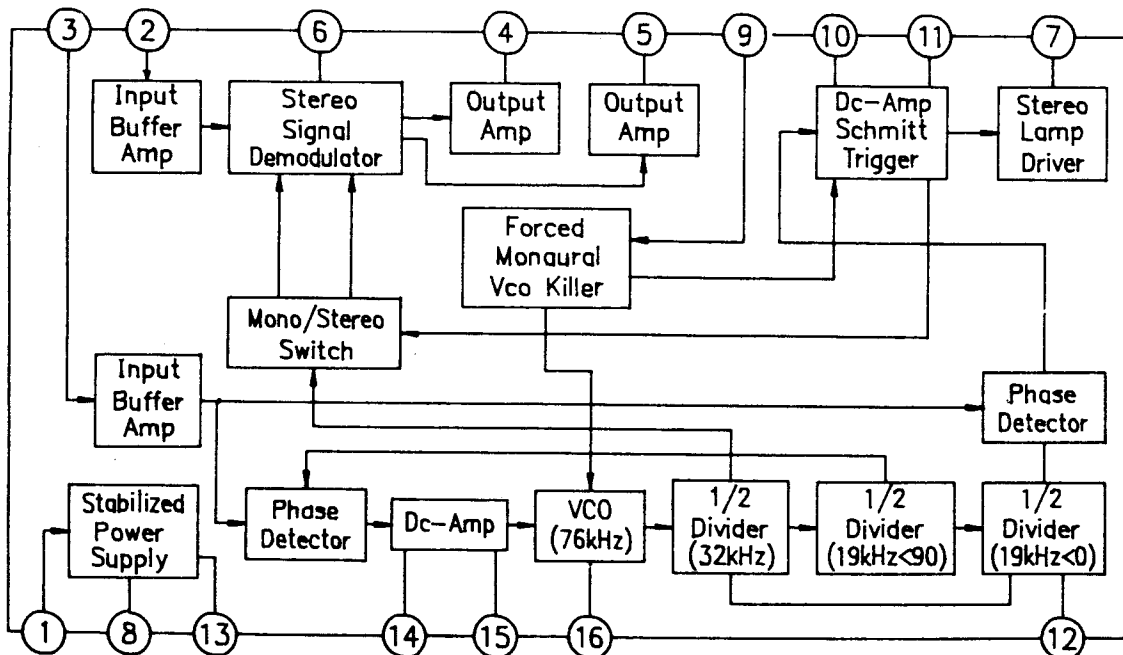 3 2 6 4 5 9 10 11 7
Input
Buffer
Amp
Stereo
Signal
Demodulator
Output
Amp
Output
Amp
Dc-Amp
Schmitt
Trigger
Stereo
Lamp
Driver
Forced
Monaural
Vco Killer
Mono/Stereo
Switch
Input
Buffer
Amp
Phase
Detector
Stabilized
Power
Supply
Phase
Detector
Dc-Amp
VCO
(76kHz)
1/2
Divider
(32kHz)
1/2
Divider
(19kHz<90)
1/2
Divider
(19kHz<0)
1 8 13 14 15 16 12